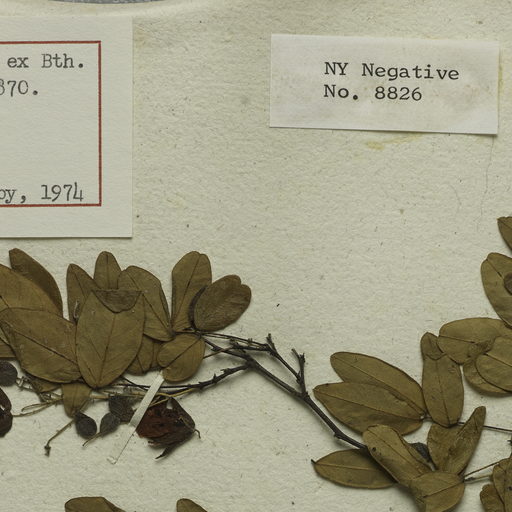 ex Bth.
870.
1974
NY Negative
No. 8826